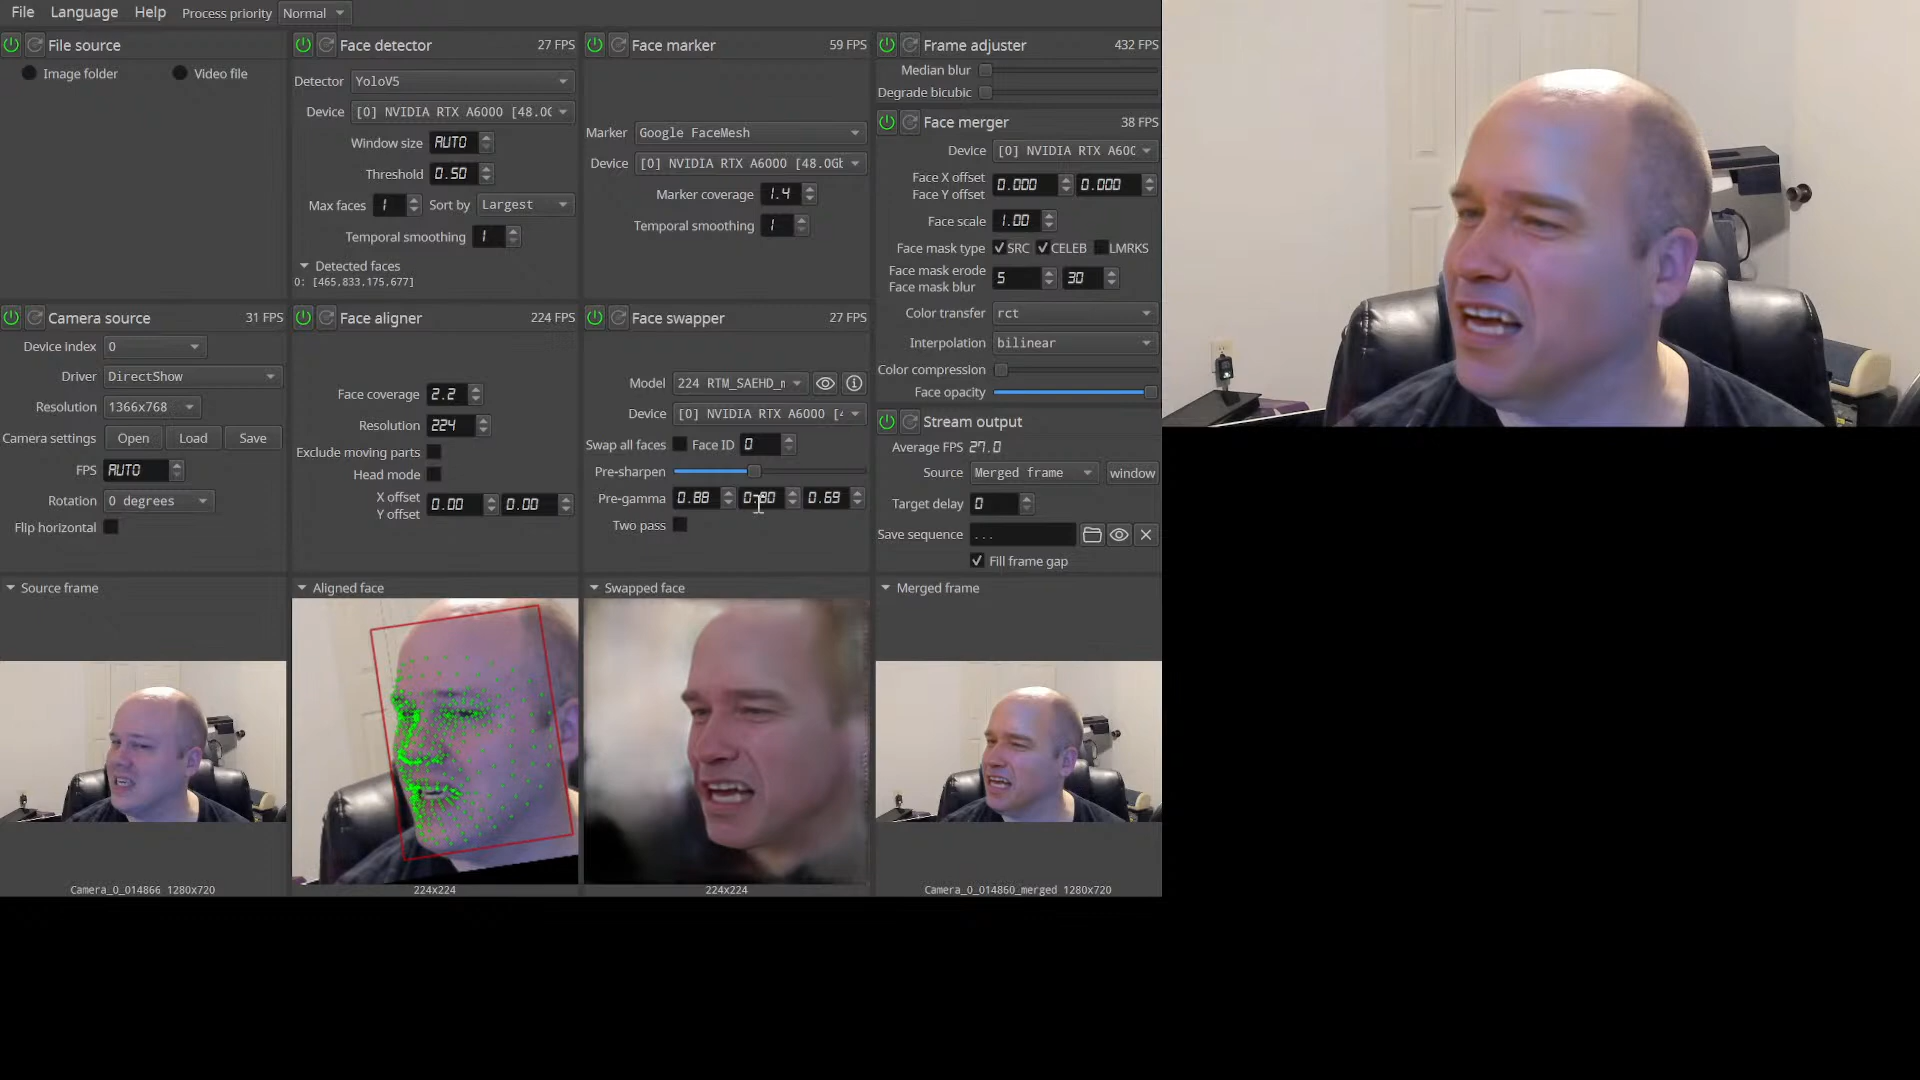 File Language Help Process priority Normal
File source
Image folder Video file
Face detector 27 FPS
Detector YoloV5
Device [0] NVIDIA RTX A6000 [48.0G
Window size AUTO
Threshold 0.50
Max faces 1 Sort by Largest
Temporal smoothing 1
Detected faces
0: [465,833,175,677]
Face marker 59 FPS
Marker Google FaceMesh
Device [0] NVIDIA RTX A6000 [48.0Gb
Marker coverage 1.4
Temporal smoothing 1
Frame adjuster 432 FPS
Median blur
Degrade bicubic
Face merger 38 FPS
Device [0] NVIDIA RTX A60C
Face X offset
Face Y offset
0.000 0.000
Face scale 1.00
Face mask type SRC CELEB LMRKS
Face mask erode
Face mask blur
5 30
Color transfer rct
Interpolation bilinear
Color compression
Face opacity
Camera source 31 FPS
Device index 0
Driver DirectShow
Resolution 1366x768
Camera settings Open Load Save
FPS AUTO
Rotation 0 degrees
Flip horizontal
Face aligner 224 FPS
Face coverage 2.2
Resolution 224
Exclude moving parts
Head mode
X offset
Y offset
0.00 0.00
Face swapper 27 FPS
Model 224 RTM_SAEHD_m
Device [0] NVIDIA RTX A6000 [4
Swap all faces Face ID 0
Pre-sharpen
Pre-gamma 0.88 0.80 0.69
Two pass
Stream output
Average FPS 27.0
Source Merged frame window
Target delay 0
Save sequence ...
Fill frame gap
Source frame
Camera_0_014866 1280x720
Aligned face
224x224
Swapped face
224x224
Merged frame
Camera_0_014860_merged 1280x720